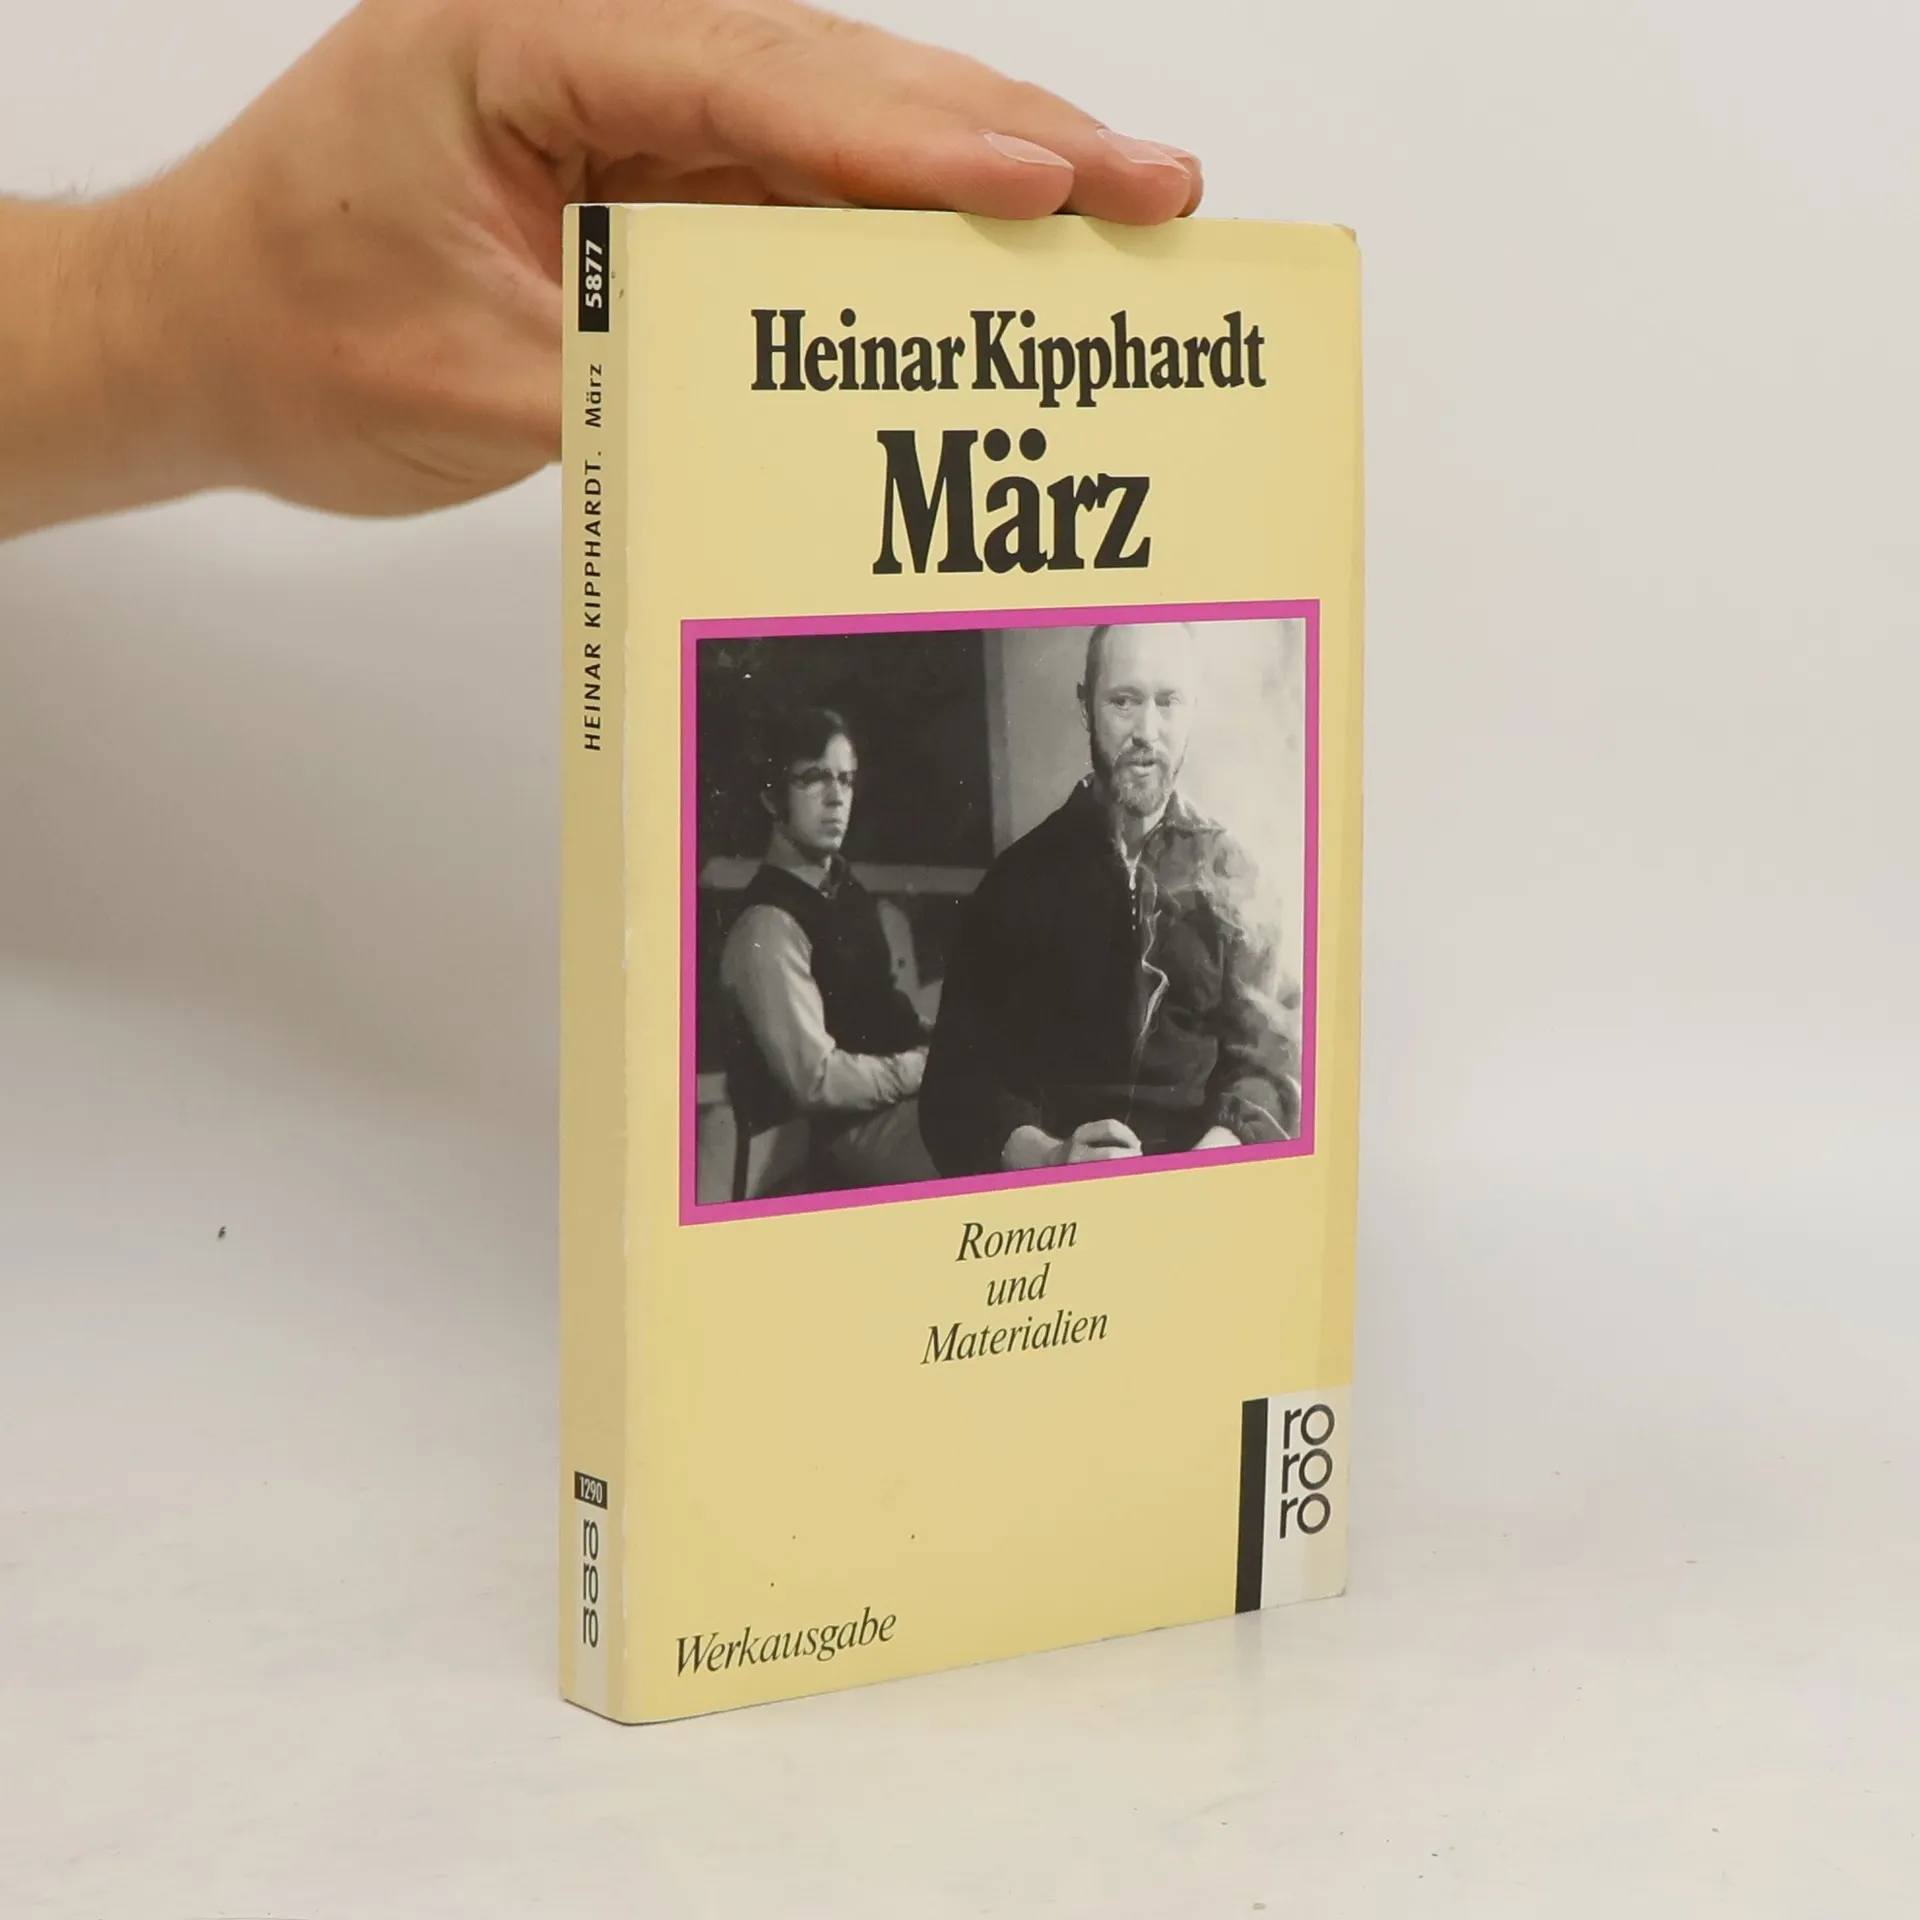 5877
HEINAR KIPPHARDT. März
1290
ro
ro
ro
Heinar Kipphardt
März
Roman
und
Materialien
Werkausgabe
ro
ro
ro